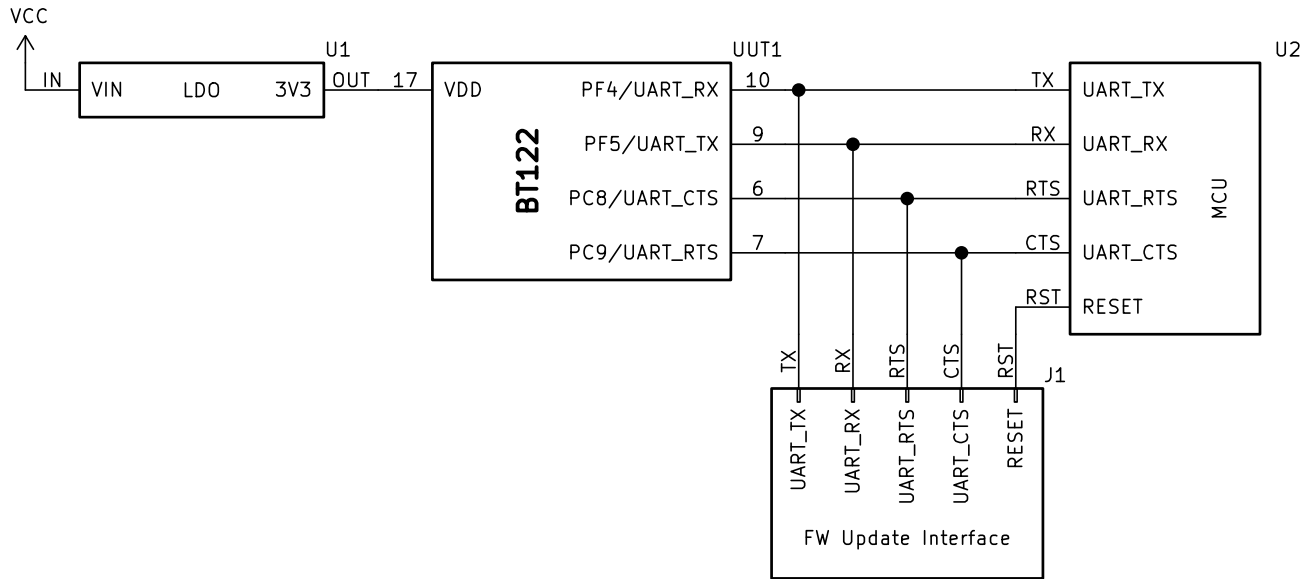 VCC
IN
U1
VIN LDO 3V3
OUT
17
UUT1
VDD
BT122
PF4/UART_RX
10
PF5/UART_TX
9
PC8/UART_CTS
6
PC9/UART_RTS
7
U2
TX
UART_TX
RX
UART_RX
RTS
UART_RTS
CTS
UART_CTS
RST
RESET
MCU
J1
TX
RX
RTS
CTS
RST
UART_TX
UART_RX
UART_RTS
UART_CTS
RESET
FW Update Interface